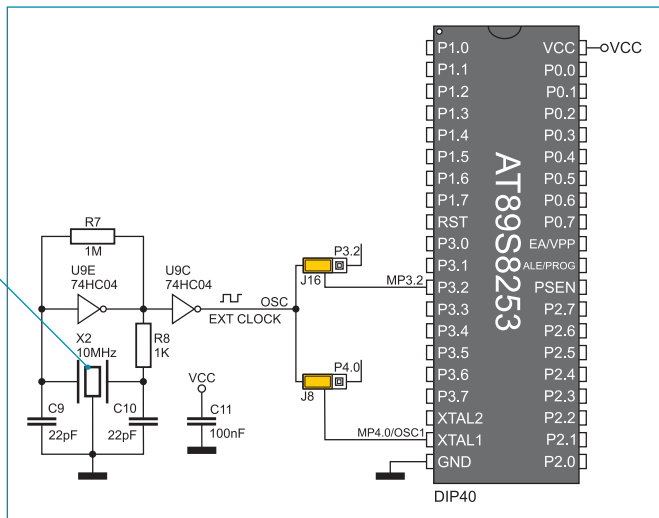 R7
1M
U9E
74HC04
U9C
74HC04
OSC
EXT CLOCK
R8
1K
X2
10MHz
C9
22pF
C10
22pF
VCC
C11
100nF
P3.2
J16
MP3.2
P4.0
J8
MP4.0/OSC1
P1.0
P1.1
P1.2
P1.3
P1.4
P1.5
P1.6
P1.7
RST
P3.0
P3.1
P3.2
P3.3
P3.4
P3.5
P3.6
P3.7
XTAL2
XTAL1
GND
AT89S8253
VCC
VCC
P0.0
P0.1
P0.2
P0.3
P0.4
P0.5
P0.6
P0.7
EA/VPP
ALE/PROG
PSEN
P2.7
P2.6
P2.5
P2.4
P2.3
P2.2
P2.1
P2.0
DIP40